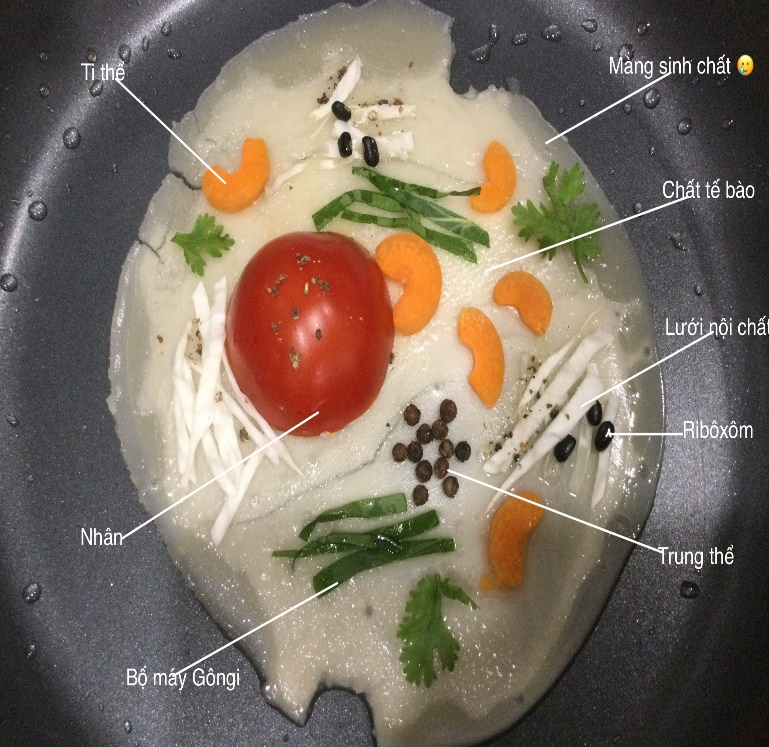 Ti thể
Màng sinh chất 🥲
Chất tế bào
Lưới nội chất
Ribôxôm
Nhân
Trung thể
Bộ máy Gôngi